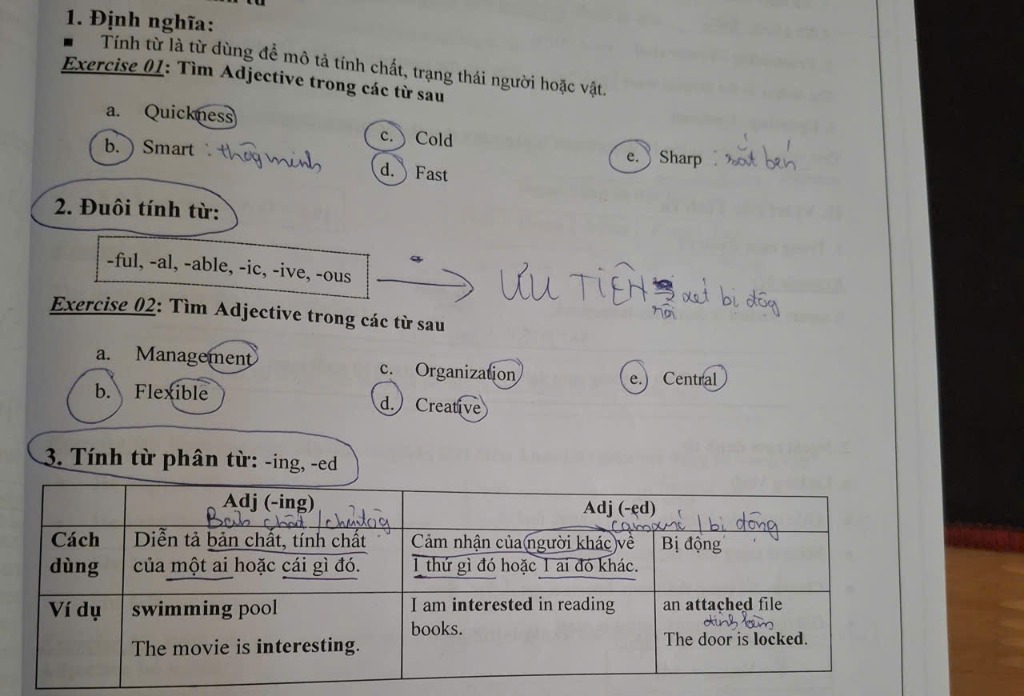 1. Định nghĩa:
▪ Tính từ là từ dùng để mô tả tính chất, trạng thái người hoặc vật.
Exercise 01: Tìm Adjective trong các từ sau
a. Quickness
b. Smart : thông minh
c. Cold
d. Fast
e. Sharp : sắt bén
2. Đuôi tính từ:
-ful, -al, -able, -ic, -ive, -ous
ƯU TIÊN rồi xét bị động
Exercise 02: Tìm Adjective trong các từ sau
a. Management
b. Flexible
c. Organization
d. Creative
e. Central
3. Tính từ phân từ: -ing, -ed
Adj (-ing)
Bản chất / chủ động
Adj (-ed)
cảm xúc / bị động
Cách dùng
Diễn tả bản chất, tính chất
của một ai hoặc cái gì đó.
Cảm nhận của người khác về
1 thứ gì đó hoặc 1 ai đó khác.
Bị động
Ví dụ
swimming pool
The movie is interesting.
I am interested in reading
books.
an attached file
đính kèm
The door is locked.